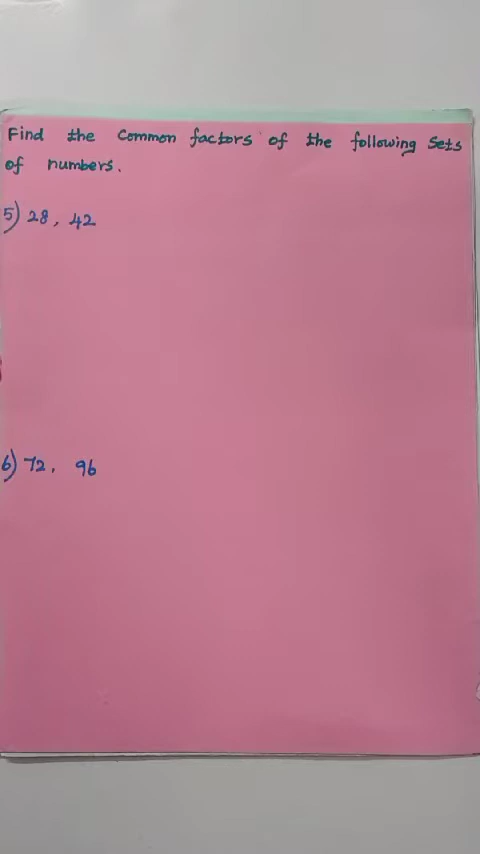 Find the Common factors of the following Sets
of numbers.
5) 28, 42
6) 72, 96